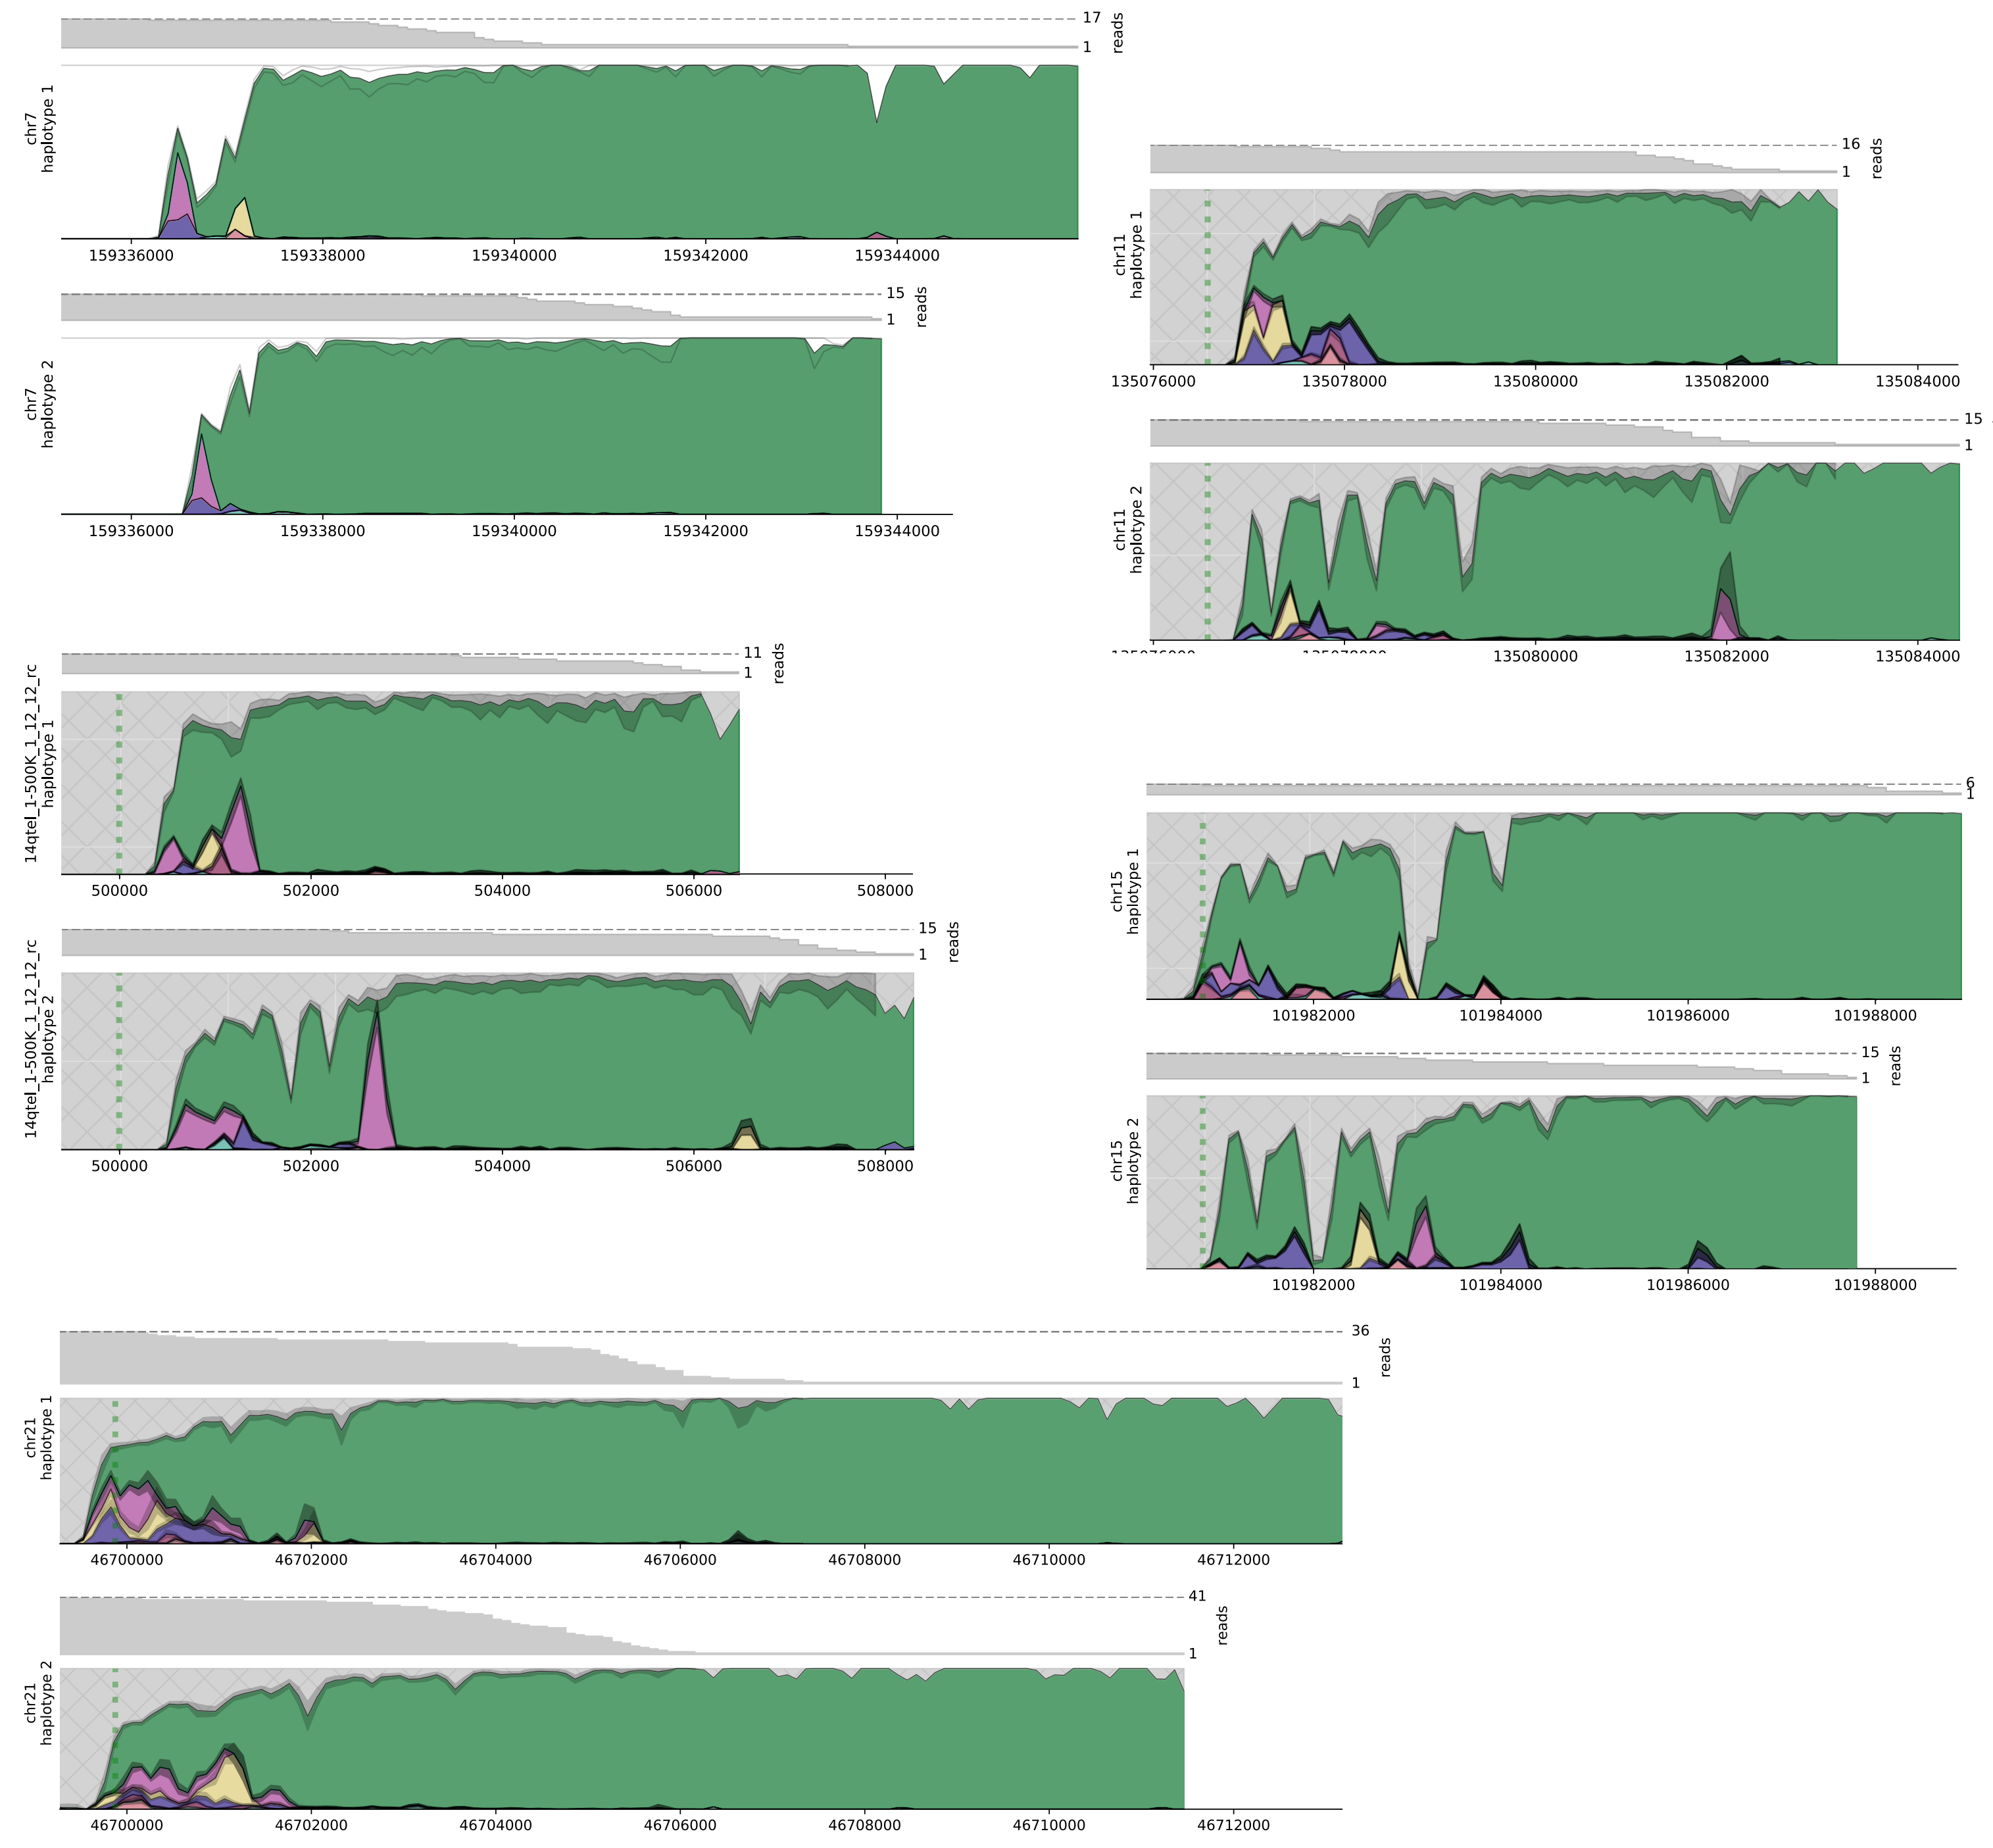 17
1
reads
chr7
haplotype 1
159336000 159338000 159340000 159342000 159344000
15
1
reads
chr7
haplotype 2
159336000 159338000 159340000 159342000 159344000
16
1
reads
chr11
haplotype 1
135076000 135078000 135080000 135082000 135084000
15
1
chr11
haplotype 2
135076000 135078000 135080000 135082000 135084000
11
1
reads
14qtel_1-500K_1_12_12_rc
haplotype 1
500000 502000 504000 506000 508000
15
1
reads
14qtel_1-500K_1_12_12_rc
haplotype 2
500000 502000 504000 506000 508000
6
1
chr15
haplotype 1
101982000 101984000 101986000 101988000
15
1
reads
chr15
haplotype 2
101982000 101984000 101986000 101988000
36
1
reads
chr21
haplotype 1
46700000 46702000 46704000 46706000 46708000 46710000 46712000
41
1
reads
chr21
haplotype 2
46700000 46702000 46704000 46706000 46708000 46710000 46712000